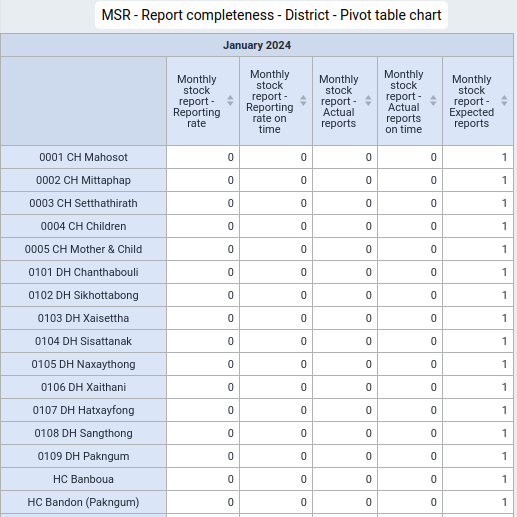 MSR - Report completeness - District - Pivot table chart
January 2024
Monthly stock report - Reporting rate
Monthly stock report - Reporting rate on time
Monthly stock report - Actual reports
Monthly stock report - Actual reports on time
Monthly stock report - Expected reports
0001 CH Mahosot 0 0 0 0 1
0002 CH Mittaphap 0 0 0 0 1
0003 CH Setthathirath 0 0 0 0 1
0004 CH Children 0 0 0 0 1
0005 CH Mother & Child 0 0 0 0 1
0101 DH Chanthabouli 0 0 0 0 1
0102 DH Sikhottabong 0 0 0 0 1
0103 DH Xaisettha 0 0 0 0 1
0104 DH Sisattanak 0 0 0 0 1
0105 DH Naxaythong 0 0 0 0 1
0106 DH Xaithani 0 0 0 0 1
0107 DH Hatxayfong 0 0 0 0 1
0108 DH Sangthong 0 0 0 0 1
0109 DH Pakngum 0 0 0 0 1
HC Banboua 0 0 0 0 1
HC Bandon (Pakngum) 0 0 0 0 1